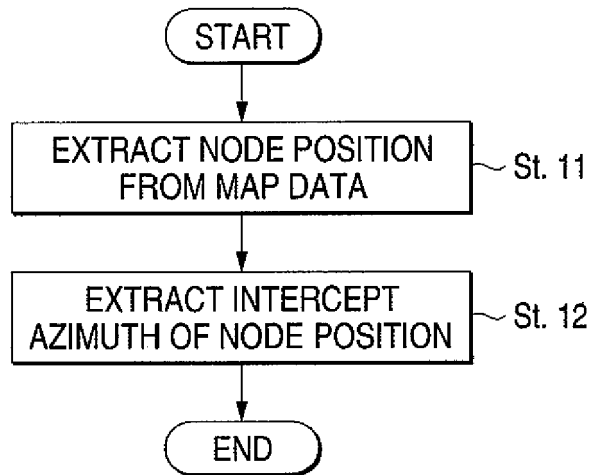 START
EXTRACT NODE POSITION
FROM MAP DATA
St. 11
EXTRACT INTERCEPT
AZIMUTH OF NODE POSITION
St. 12
END